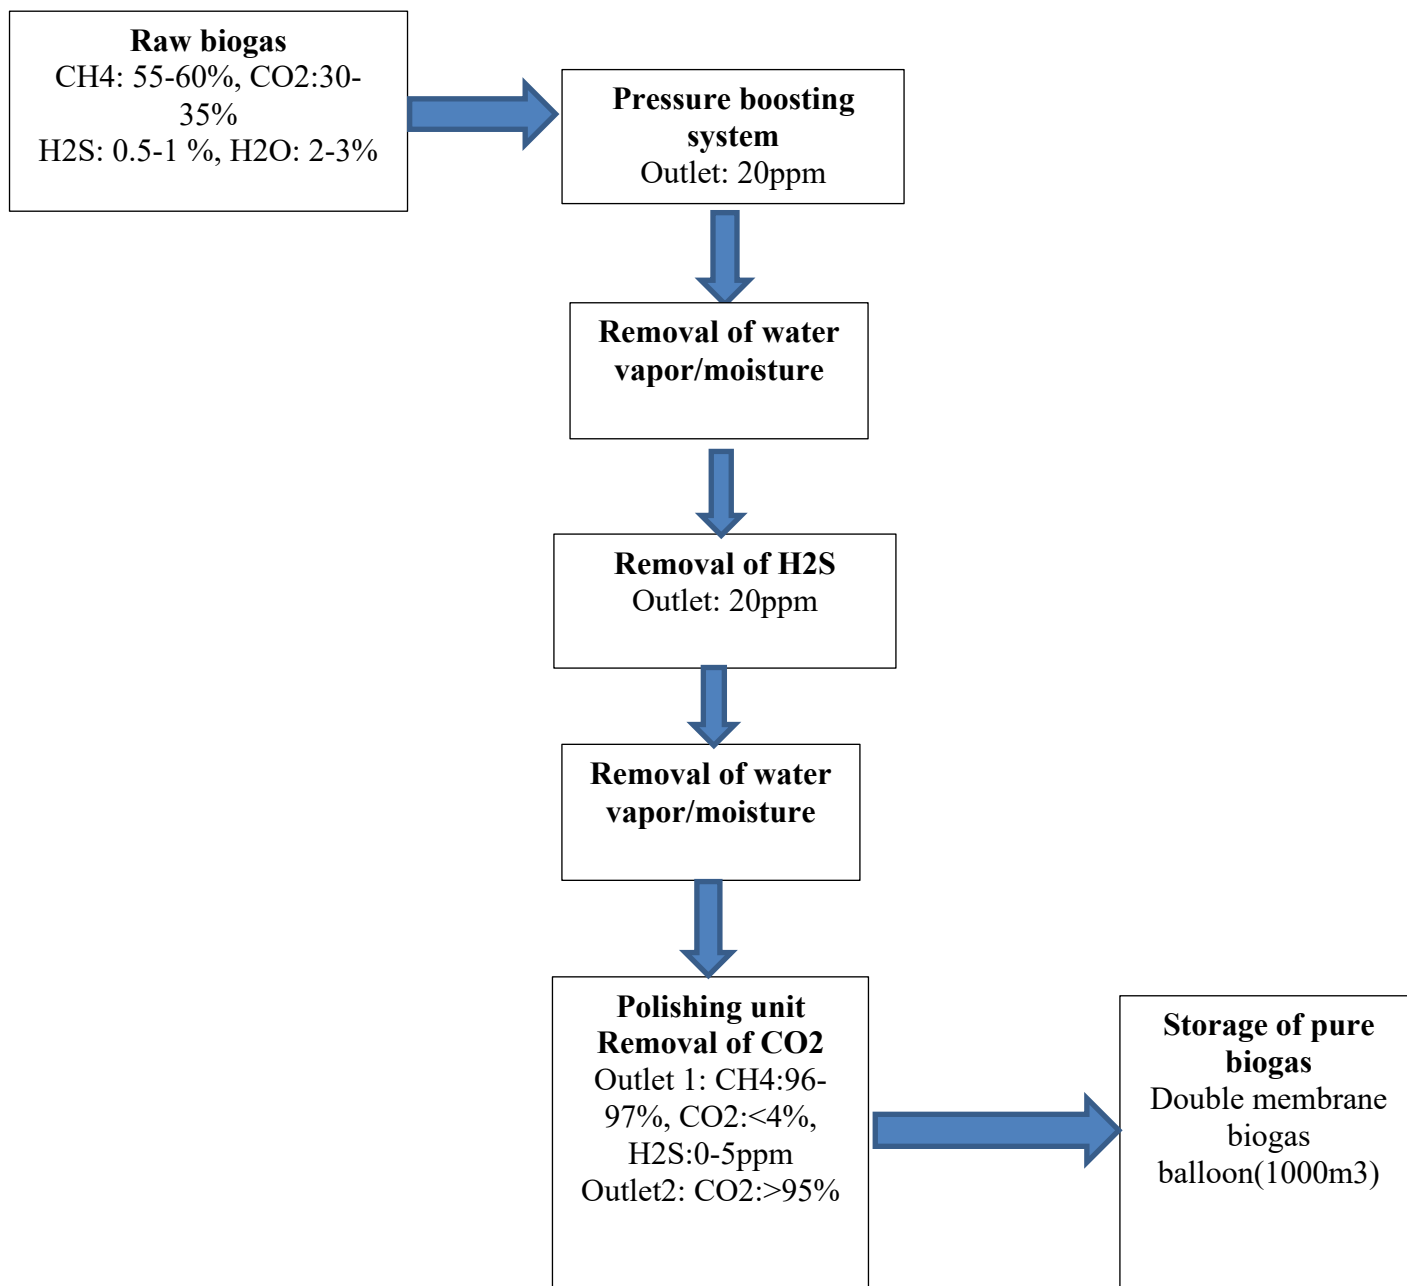 Raw biogas
CH4: 55-60%, CO2:30-
35%
H2S: 0.5-1 %, H2O: 2-3%
Pressure boosting
system
Outlet: 20ppm
Removal of water
vapor/moisture
Removal of H2S
Outlet: 20ppm
Removal of water
vapor/moisture
Polishing unit
Removal of CO2
Outlet 1: CH4:96-
97%, CO2:<4%,
H2S:0-5ppm
Outlet2: CO2:>95%
Storage of pure
biogas
Double membrane
biogas
balloon(1000m3)